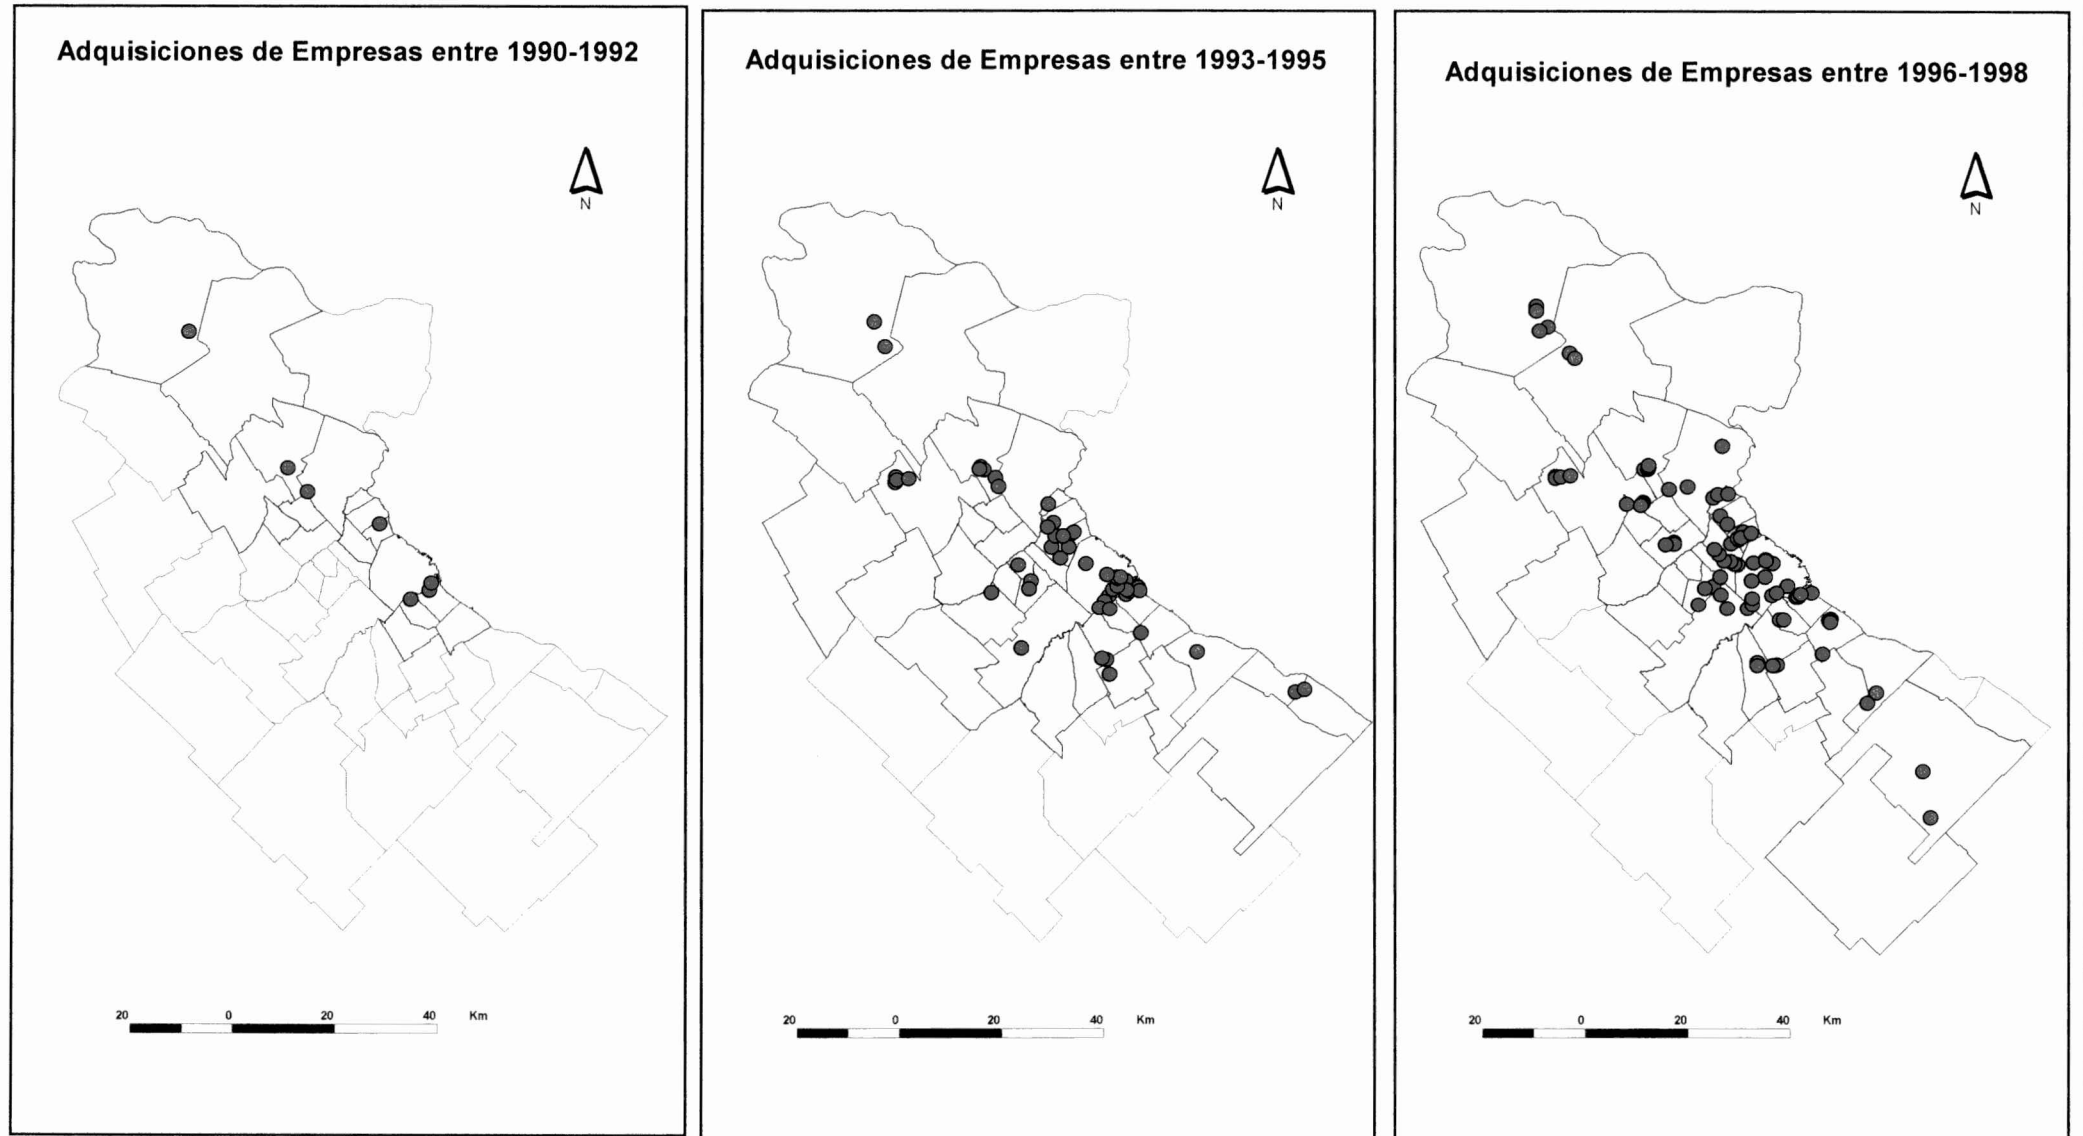 Adquisiciones de Empresas entre 1990-1992
N
20 0 20 40 Km
Adquisiciones de Empresas entre 1993-1995
N
20 0 20 40 Km
Adquisiciones de Empresas entre 1996-1998
N
20 0 20 40 Km